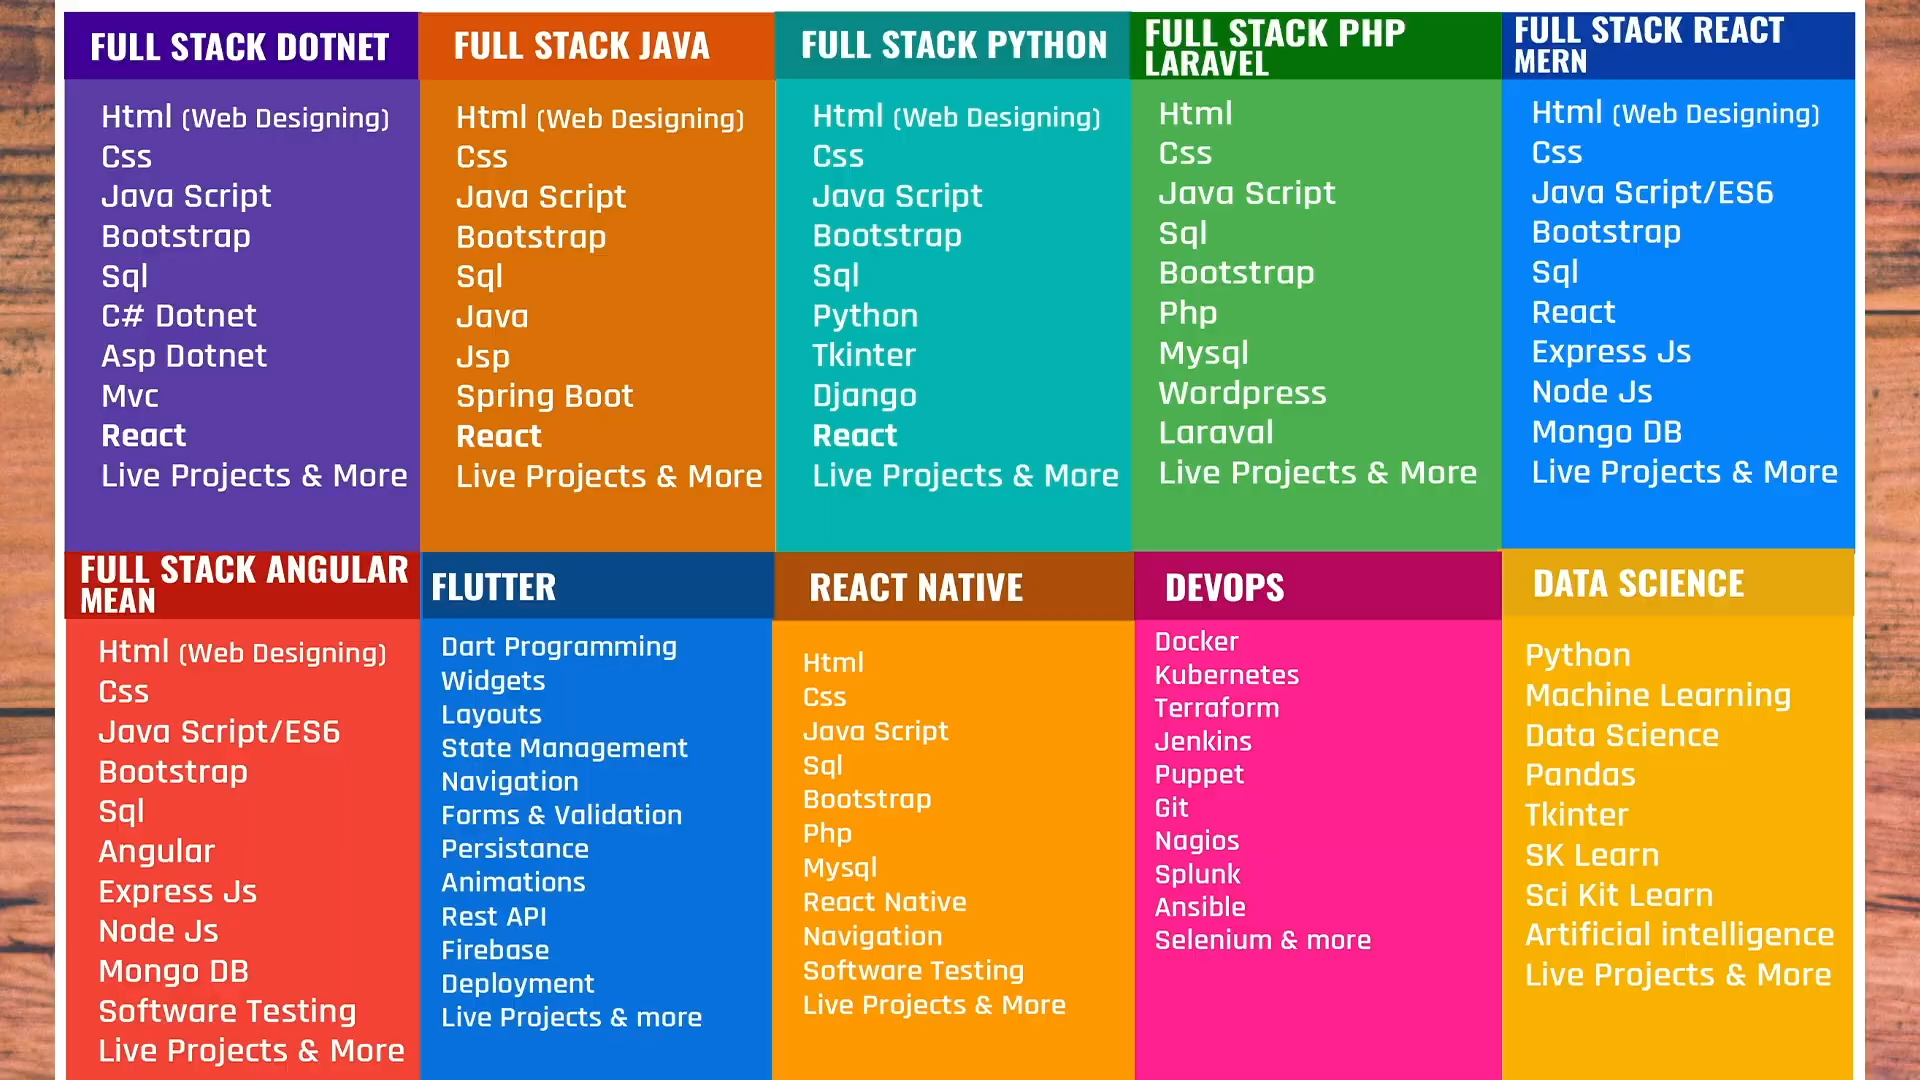 FULL STACK DOTNET
Html (Web Designing)
Css
Java Script
Bootstrap
Sql
C# Dotnet
Asp Dotnet
Mvc
React
Live Projects & More
FULL STACK JAVA
Html (Web Designing)
Css
Java Script
Bootstrap
Sql
Java
Jsp
Spring Boot
React
Live Projects & More
FULL STACK PYTHON
Html (Web Designing)
Css
Java Script
Bootstrap
Sql
Python
Tkinter
Django
React
Live Projects & More
FULL STACK PHP
LARAVEL
Html
Css
Java Script
Sql
Bootstrap
Php
Mysql
Wordpress
Laraval
Live Projects & More
FULL STACK REACT
MERN
Html (Web Designing)
Css
Java Script/ES6
Bootstrap
Sql
React
Express Js
Node Js
Mongo DB
Live Projects & More
FULL STACK ANGULAR
MEAN
Html (Web Designing)
Css
Java Script/ES6
Bootstrap
Sql
Angular
Express Js
Node Js
Mongo DB
Software Testing
Live Projects & More
FLUTTER
Dart Programming
Widgets
Layouts
State Management
Navigation
Forms & Validation
Persistance
Animations
Rest API
Firebase
Deployment
Live Projects & more
REACT NATIVE
Html
Css
Java Script
Sql
Bootstrap
Php
Mysql
React Native
Navigation
Software Testing
Live Projects & More
DEVOPS
Docker
Kubernetes
Terraform
Jenkins
Puppet
Git
Nagios
Splunk
Ansible
Selenium & more
DATA SCIENCE
Python
Machine Learning
Data Science
Pandas
Tkinter
SK Learn
Sci Kit Learn
Artificial intelligence
Live Projects & More